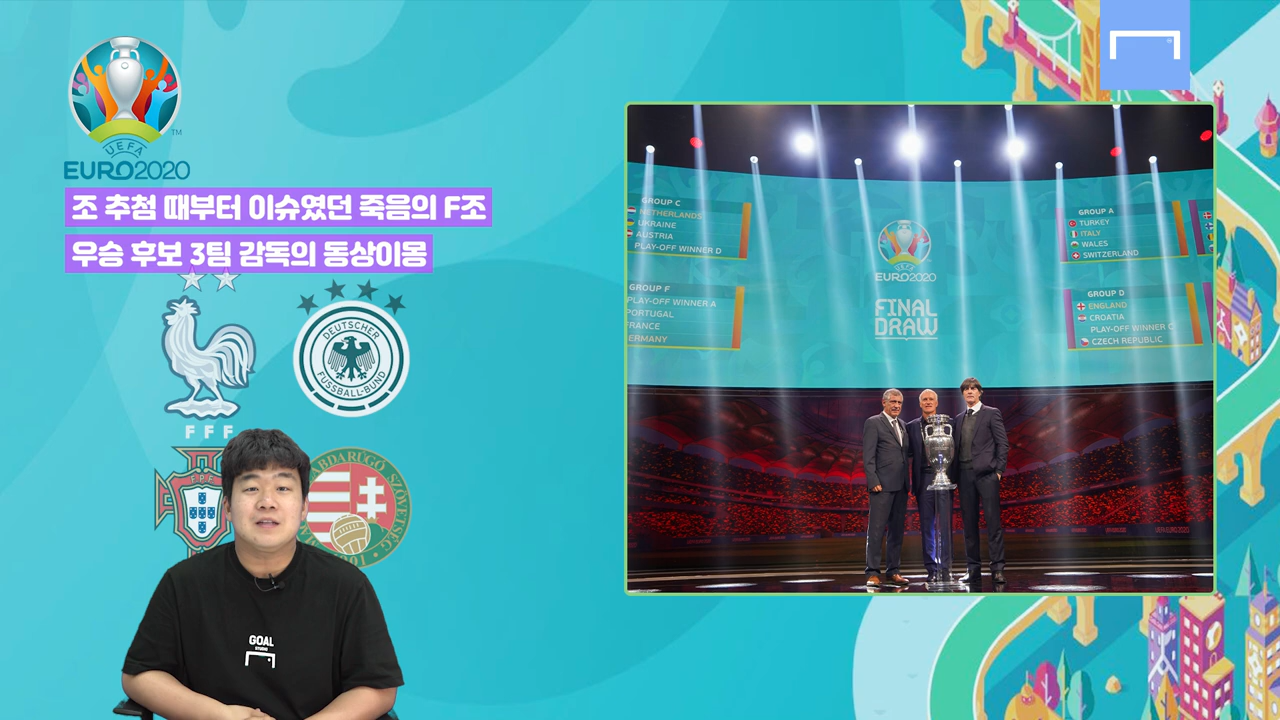 UEFA
EURO2020
TM
조 추첨 때부터 이슈였던 죽음의 F조
우승 후보 3팀 감독의 동상이몽
FFF
DEUTSCHER
FUSSBALL-BUND
FPF
GOAL
STUDIO
GROUP C
NETHERLANDS
UKRAINE
AUSTRIA
PLAY-OFF WINNER D
GROUP F
PLAY-OFF WINNER A
PORTUGAL
FRANCE
GERMANY
EURO2020
FINAL
DRAW
GROUP A
TURKEY
ITALY
WALES
SWITZERLAND
GROUP D
ENGLAND
CROATIA
PLAY-OFF WINNER C
CZECH REPUBLIC